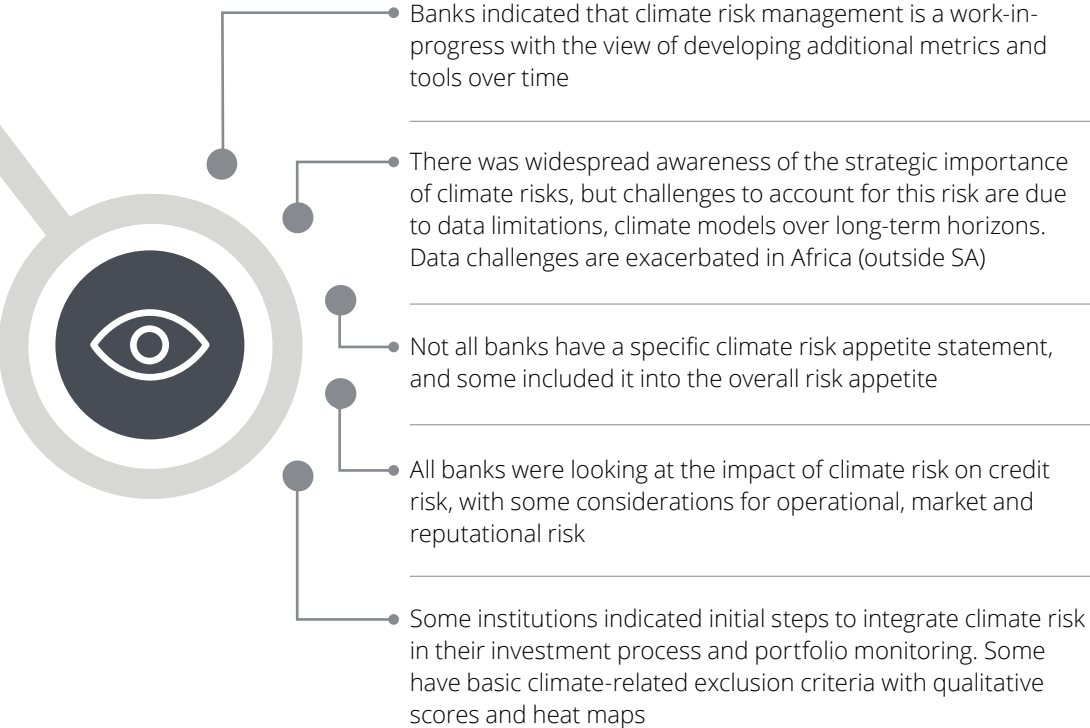 Banks indicated that climate risk management is a work-in-
progress with the view of developing additional metrics and
tools over time
There was widespread awareness of the strategic importance
of climate risks, but challenges to account for this risk are due
to data limitations, climate models over long-term horizons.
Data challenges are exacerbated in Africa (outside SA)
Not all banks have a specific climate risk appetite statement,
and some included it into the overall risk appetite
All banks were looking at the impact of climate risk on credit
risk, with some considerations for operational, market and
reputational risk
Some institutions indicated initial steps to integrate climate risk
in their investment process and portfolio monitoring. Some
have basic climate-related exclusion criteria with qualitative
scores and heat maps